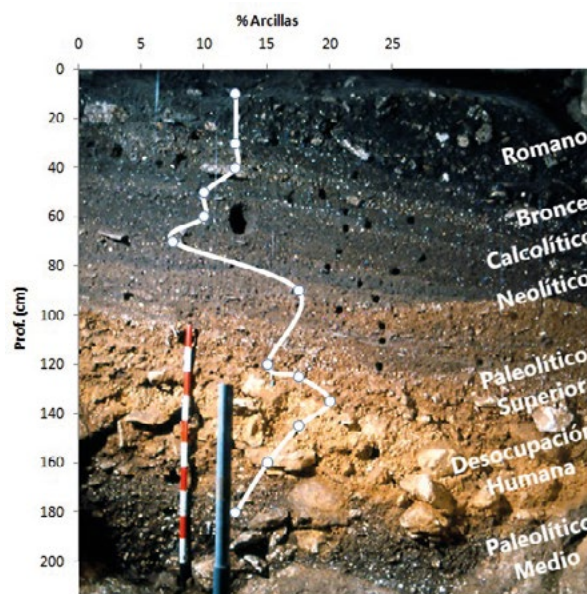 % Arcillas
0 5 10 15 20 25
Prof. (cm)
0
20
40
60
80
100
120
140
160
180
200
Romano
Bronce
Calcolítico
Neolítico
Paleolítico
Superior
Desocupación
Humana
Paleolítico
Medio